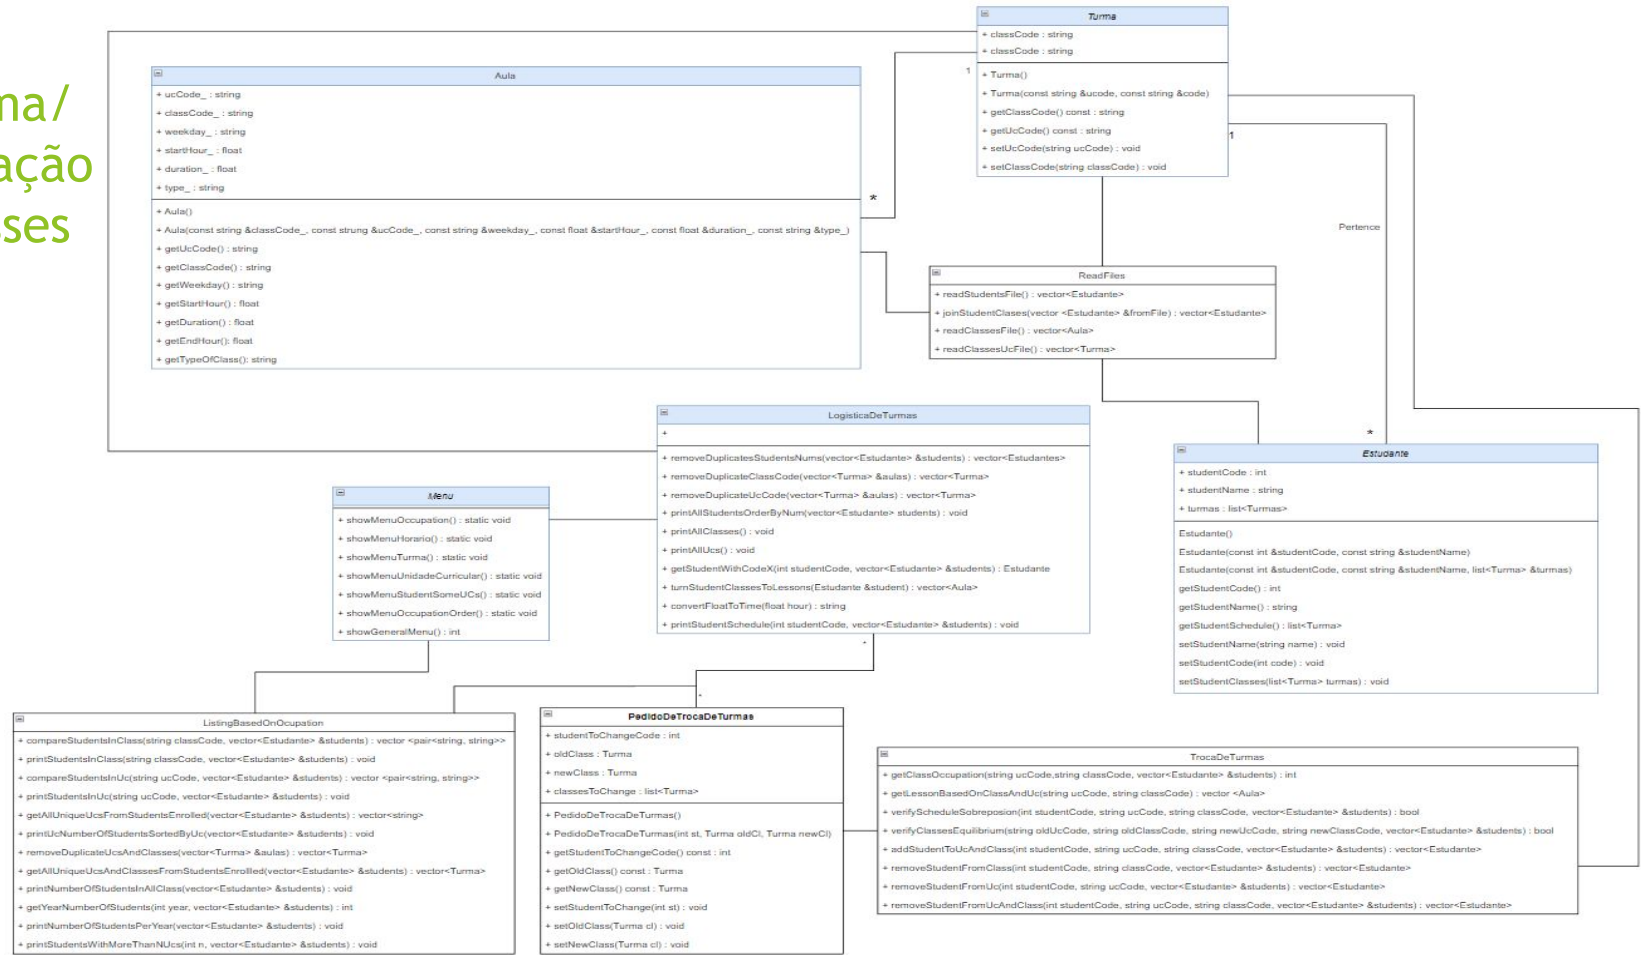 ma/
ação
sses
Turma
+ classCode : string
+ classCode : string
+ Turma()
+ Turma(const string &ucode, const string &code)
+ getClassCode() const : string
+ getUcCode() const : string
+ setUcCode(string ucCode) : void
+ setClassCode(string classCode) : void
1
1
Aula
+ ucCode_ : string
+ classCode_ : string
+ weekday_ : string
+ startHour_ : float
+ duration_ : float
+ type_ : string
+ Aula()
+ Aula(const string &classCode_, const strung &ucCode_, const string &weekday_, const float &startHour_, const float &duration_, const string &type_)
+ getUcCode() : string
+ getClassCode() : string
+ getWeekday() : string
+ getStartHour() : float
+ getDuration() : float
+ getEndHour(): float
+ getTypeOfClass(): string
*
Pertence
ReadFiles
+ readStudentsFile() : vector<Estudante>
+ joinStudentClases(vector <Estudante> &fromFile) : vector<Estudante>
+ readClassesFile() : vector<Aula>
+ readClassesUcFile() : vector<Turma>
LogisticaDeTurmas
+
+ removeDuplicatesStudentsNums(vector<Estudante> &students) : vector<Estudantes>
+ removeDuplicateClassCode(vector<Turma> &aulas) : vector<Turma>
+ removeDuplicateUcCode(vector<Turma> &aulas) : vector<Turma>
+ printAllStudentsOrderByNum(vector<Estudante> students) : void
+ printAllClasses() : void
+ printAllUcs() : void
+ getStudentWithCodeX(int studentCode, vector<Estudante> &students) : Estudante
+ turnStudentClassesToLessons(Estudante &student) : vector<Aula>
+ convertFloatToTime(float hour) : string
+ printStudentSchedule(int studentCode, vector<Estudante> &students) : void
*
*
*
Estudante
+ studentCode : int
+ studentName : string
+ turmas : list<Turmas>
Estudante()
Estudante(const int &studentCode, const string &studentName)
Estudante(const int &studentCode, const string &studentName, list<Turma> &turmas)
getStudentCode() : int
getStudentName() : string
getStudentSchedule() : list<Turma>
setStudentName(string name) : void
setStudentCode(int code) : void
setStudentClasses(list<Turma> turmas) : void
Menu
+ showMenuOccupation() : static void
+ showMenuHorario() : static void
+ showMenuTurma() : static void
+ showMenuUnidadeCurricular() : static void
+ showMenuStudentSomeUCs() : static void
+ showMenuOccupationOrder() : static void
+ showGeneralMenu() : int
ListingBasedOnOcupation
+ compareStudentsInClass(string classCode, vector<Estudante> &students) : vector <pair<string, string>>
+ printStudentsInClass(string classCode, vector<Estudante> &students) : void
+ compareStudentsInUc(string ucCode, vector<Estudante> &students) : vector <pair<string, string>>
+ printStudentsInUc(string ucCode, vector<Estudante> &students) : void
+ getAllUniqueUcsFromStudentsEnrolled(vector<Estudante> &students) : vector<string>
+ printUcNumberOfStudentsSortedByUc(vector<Estudante> &students) : void
+ removeDuplicateUcsAndClasses(vector<Turma> &aulas) : vector<Turma>
+ getAllUniqueUcsAndClassesFromStudentsEnrollled(vector<Estudante> &students) : vector<Turma>
+ printNumberOfStudentsInAllClass(vector<Estudante> &students) : void
+ getYearNumberOfStudents(int year, vector<Estudante> &students) : int
+ printNumberOfStudentsPerYear(vector<Estudante> &students) : void
+ printStudentsWithMoreThanNUcs(int n, vector<Estudante> &students) : void
PedidoDeTrocaDeTurmas
+ studentToChangeCode : int
+ oldClass : Turma
+ newClass : Turma
+ classesToChange : list<Turma>
+ PedidoDeTrocaDeTurmas()
+ PedidoDeTrocaDeTurmas(int st, Turma oldCl, Turma newCl)
+ getStudentToChangeCode() const : int
+ getOldClass() const : Turma
+ getNewClass() const : Turma
+ setStudentToChange(int st) : void
+ setOldClass(Turma cl) : void
+ setNewClass(Turma cl) : void
TrocaDeTurmas
+ getClassOccupation(string ucCode,string classCode, vector<Estudante> &students) : int
+ getLessonBasedOnClassAndUc(string ucCode, string classCode) : vector <Aula>
+ verifyScheduleSobreposion(int studentCode, string ucCode, string classCode, vector<Estudante> &students) : bool
+ verifyClassesEquilibrium(string oldUcCode, string oldClassCode, string newUcCode, string newClassCode, vector<Estudante> &students) : bool
+ addStudentToUcAndClass(int studentCode, string ucCode, string classCode, vector<Estudante> &students) : vector<Estudante>
+ removeStudentFromClass(int studentCode, string classCode, vector<Estudante> &students) : vector<Estudante>
+ removeStudentFromUc(int studentCode, string ucCode, vector<Estudante> &students) : vector<Estudante>
+ removeStudentFromUcAndClass(int studentCode, string ucCode, string classCode, vector<Estudante> &students) : vector<Estudante>